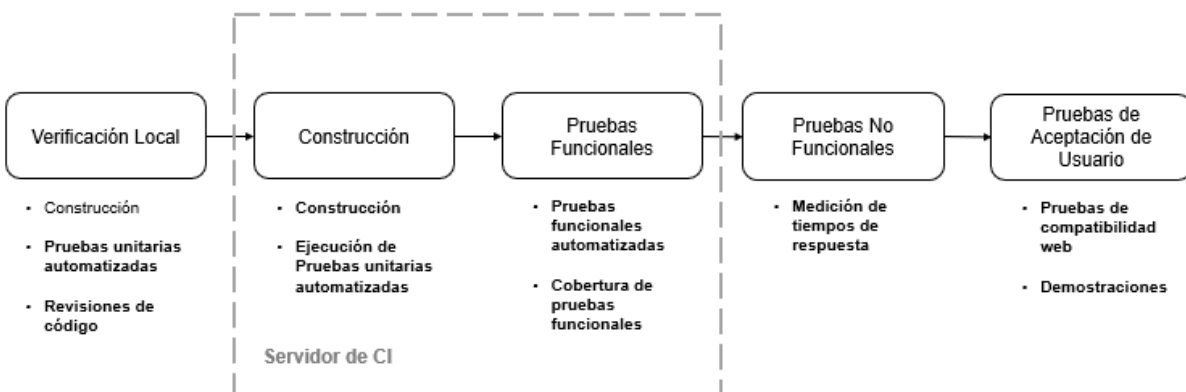 Verificación Local
Construcción
Pruebas
Funcionales
Pruebas No
Funcionales
Pruebas de
Aceptación de
Usuario
▪ Construcción
▪ Pruebas unitarias
automatizadas
▪ Revisiones de
código
▪ Construcción
▪ Ejecución de
Pruebas unitarias
automatizadas
▪ Pruebas
funcionales
automatizadas
▪ Cobertura de
pruebas
funcionales
▪ Medición de
tiempos de
respuesta
▪ Pruebas de
compatibilidad
web
▪ Demostraciones
Servidor de CI